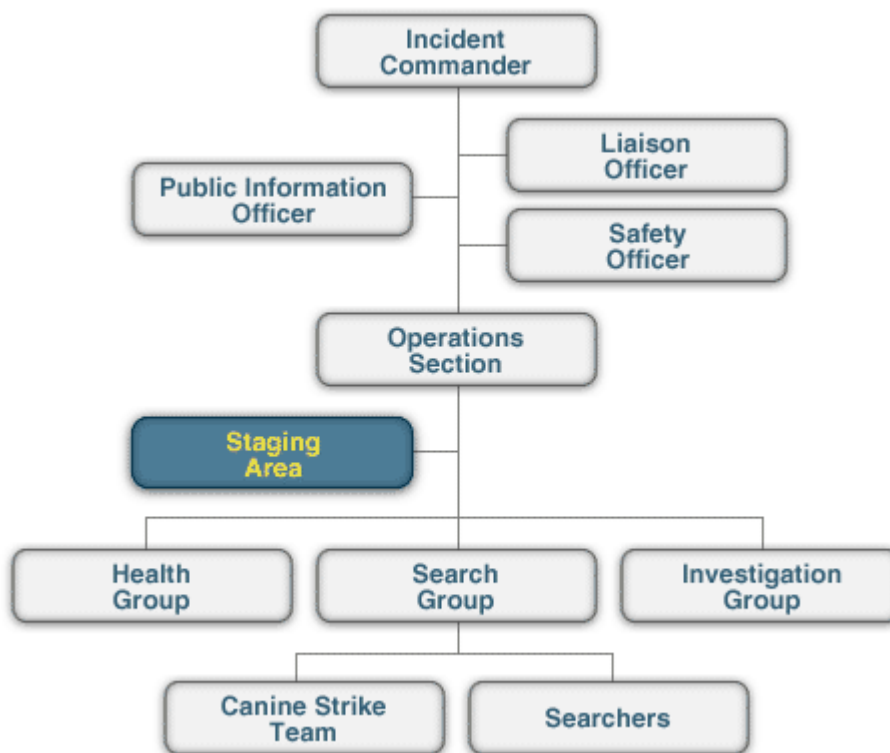 Incident
Commander
Liaison
Officer
Public Information
Officer
Safety
Officer
Operations
Section
Staging
Area
Health
Group
Search
Group
Investigation
Group
Canine Strike
Team
Searchers